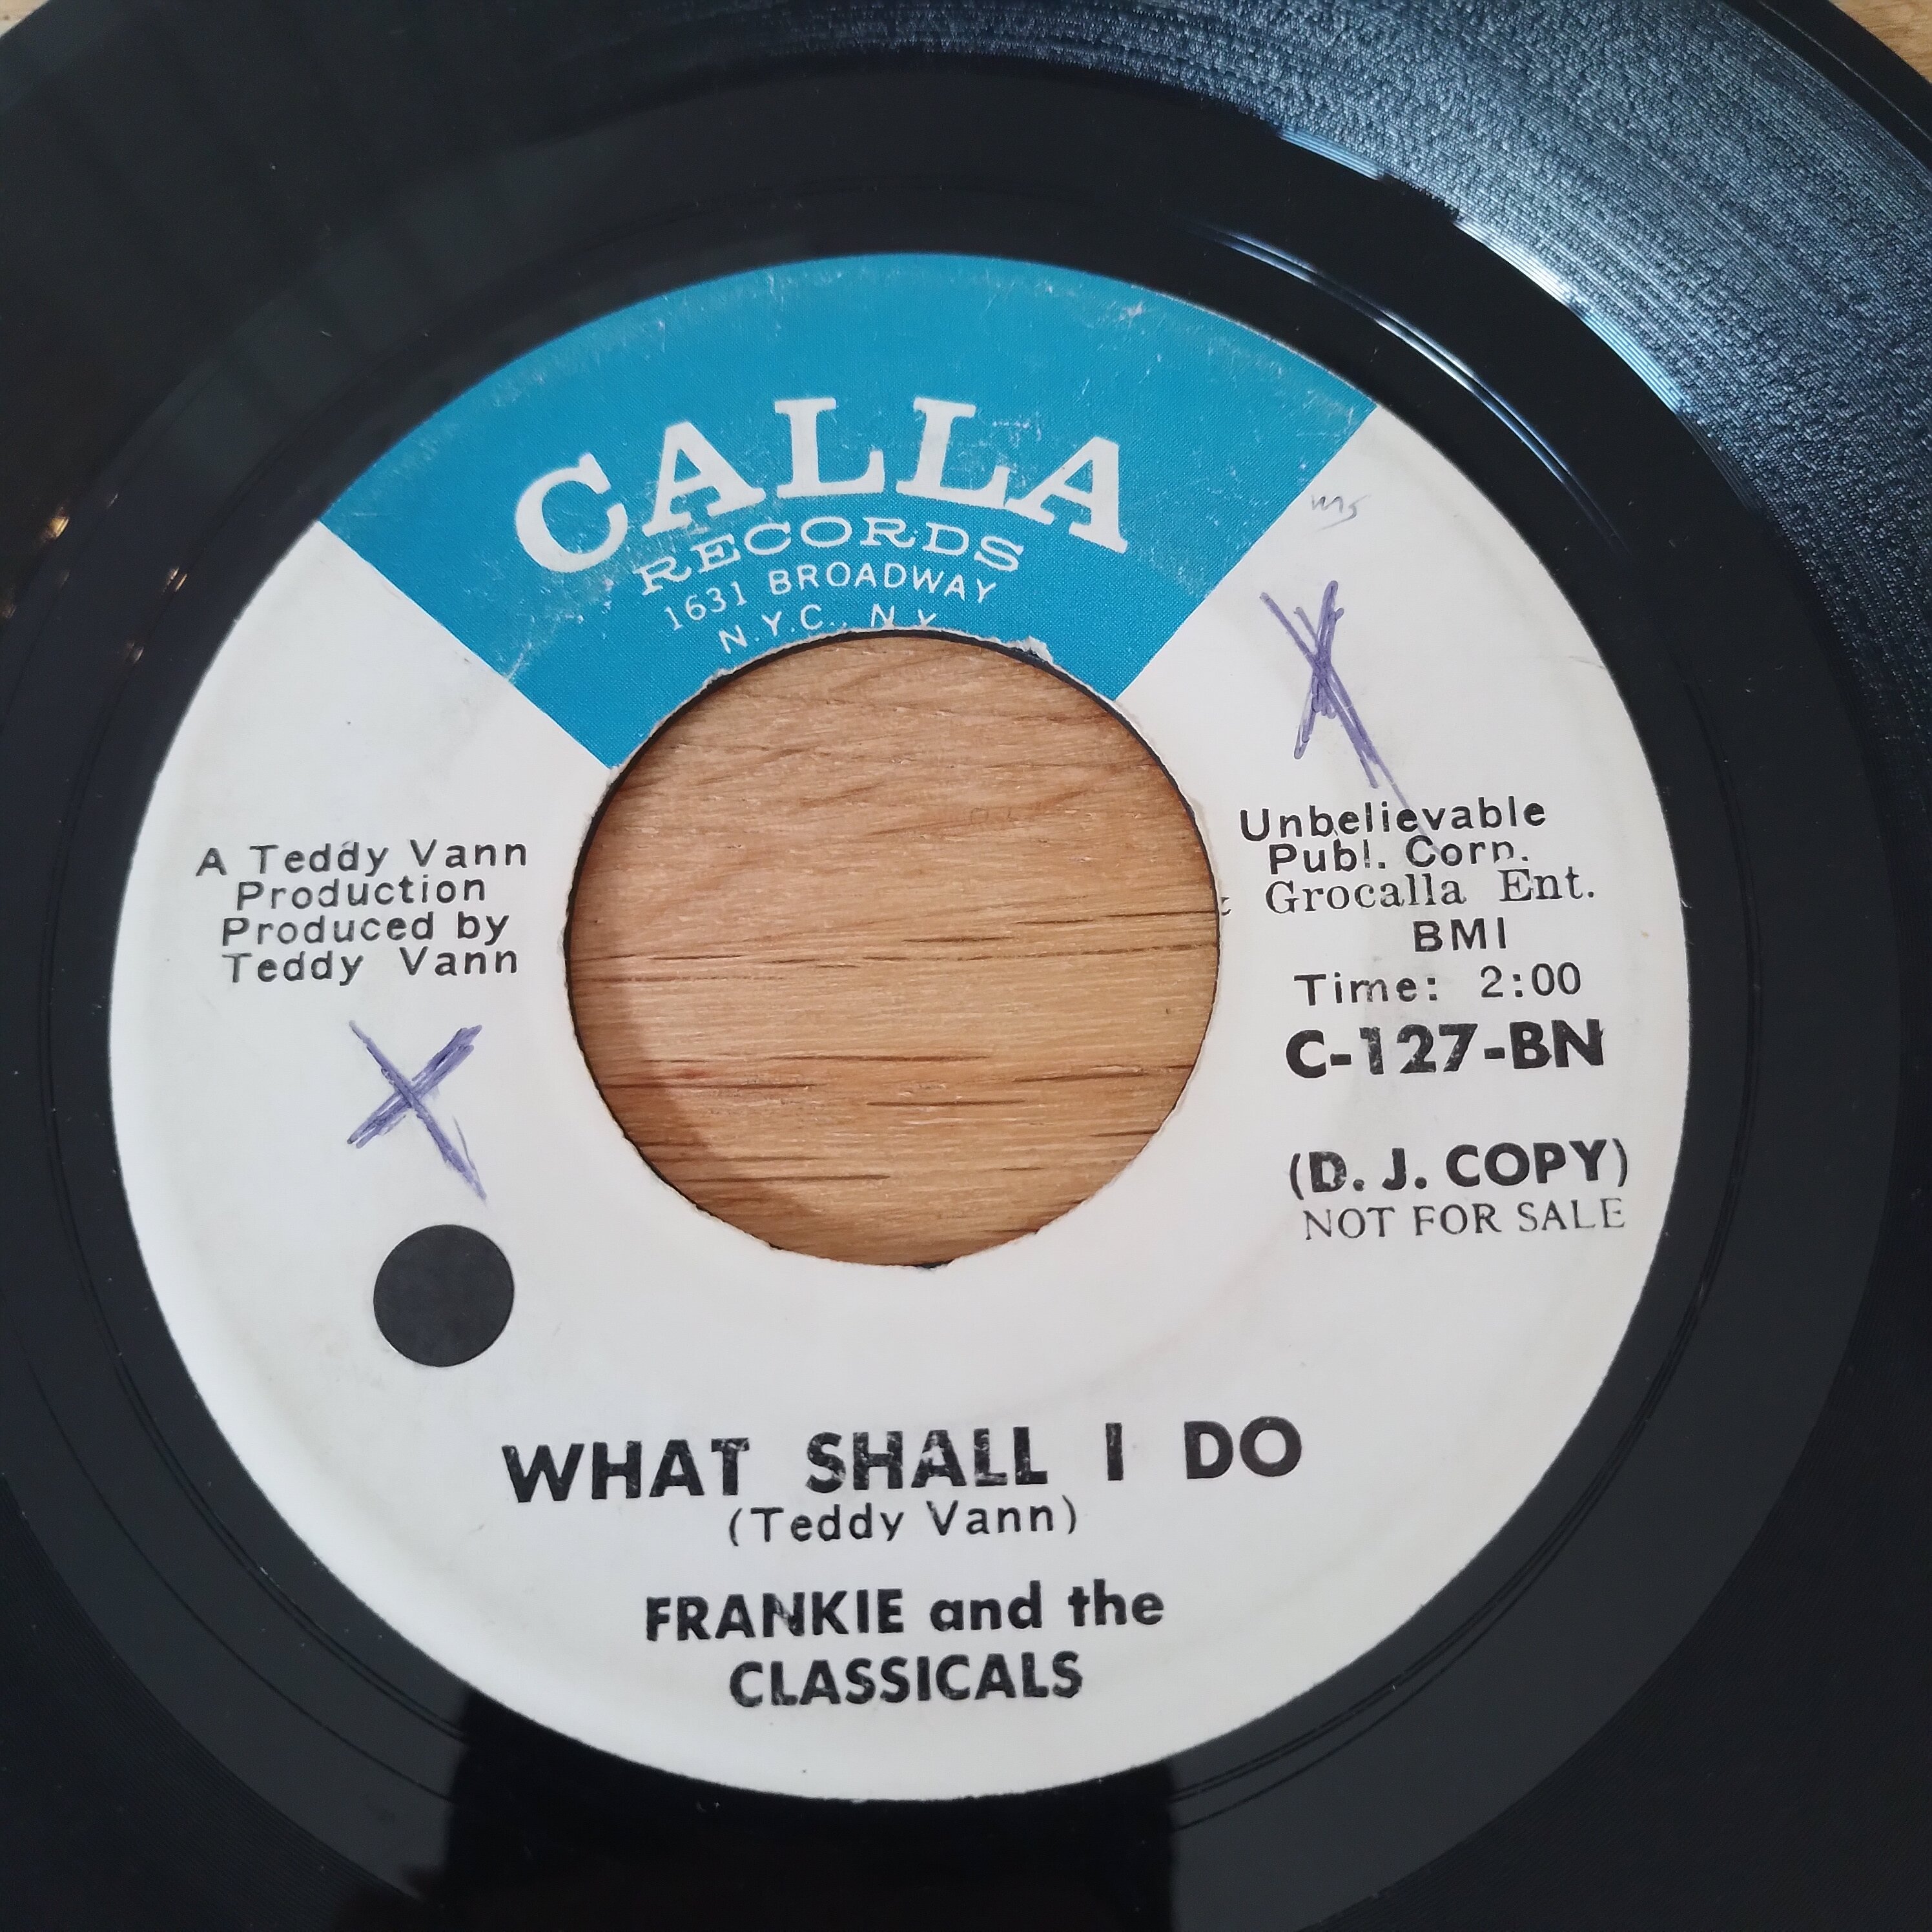 CALLA
RECORDS
1631 BROADWAY
N.Y.C., N.Y.
A Teddy Vann
Production
Produced by
Teddy Vann
Unbelievable
Publ. Corp.
& Grocalla Ent.
BMI
Time: 2:00
C-127-BN
(D. J. COPY)
NOT FOR SALE
WHAT SHALL I DO
(Teddy Vann)
FRANKIE and the
CLASSICALS